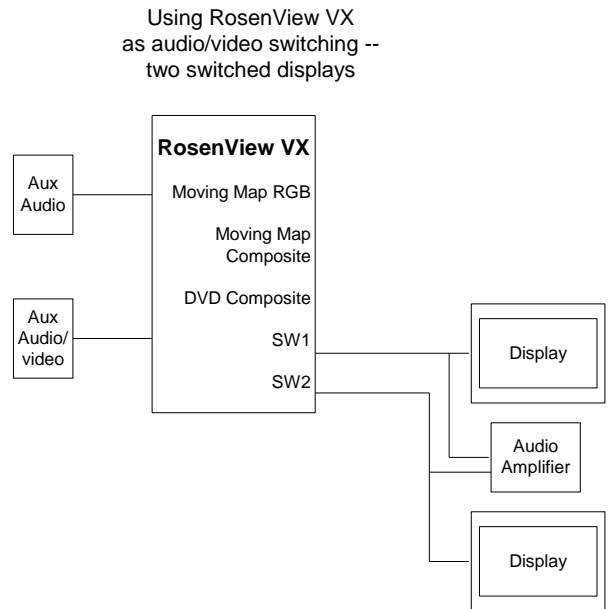 Using RosenView VX
as audio/video switching --
two switched displays
RosenView VX
Aux
Audio
Moving Map RGB
Moving Map
Composite
DVD Composite
Aux
Audio/
video
SW1
SW2
Display
Audio
Amplifier
Display